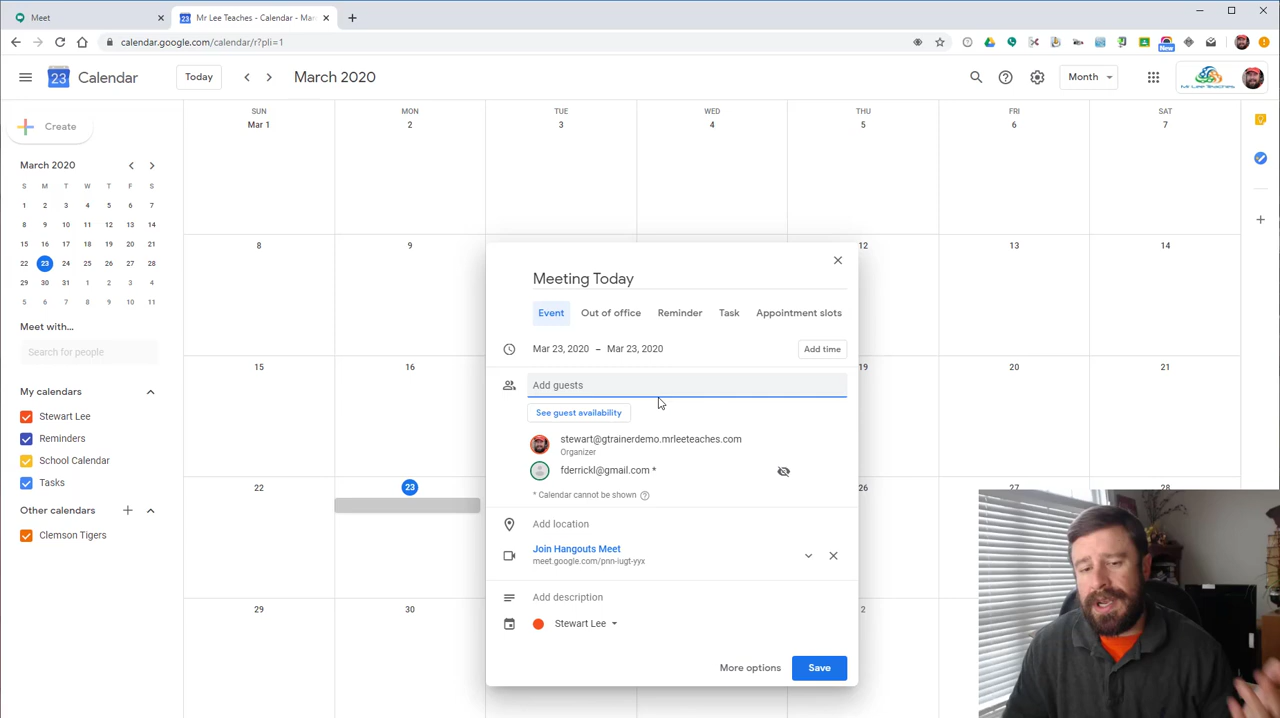 Meet
Mr Lee Teaches - Calendar - Mar
calendar.google.com/calendar/r?pli=1
New
23
Calendar
Today
March 2020
Month
Mr Lee Teaches
Create
March 2020
S M T W T F S
1 2 3 4 5 6 7
8 9 10 11 12 13 14
15 16 17 18 19 20 21
22 23 24 25 26 27 28
29 30 31 1 2 3 4
5 6 7 8 9 10 11
Meet with...
Search for people
My calendars
Stewart Lee
Reminders
School Calendar
Tasks
Other calendars
Clemson Tigers
SUN MON TUE WED THU FRI SAT
Mar 1 2 3 4 5 6 7
8 9 12 13 14
15 16 19 20 21
22 23 26 27 28
29 30 2
Meeting Today
Event Out of office Reminder Task Appointment slots
Mar 23, 2020 – Mar 23, 2020 Add time
Add guests
See guest availability
stewart@gtrainerdemo.mrleeteaches.com
Organizer
fderrickl@gmail.com *
* Calendar cannot be shown
Add location
Join Hangouts Meet
meet.google.com/pnn-iugt-yyx
Add description
Stewart Lee
More options Save